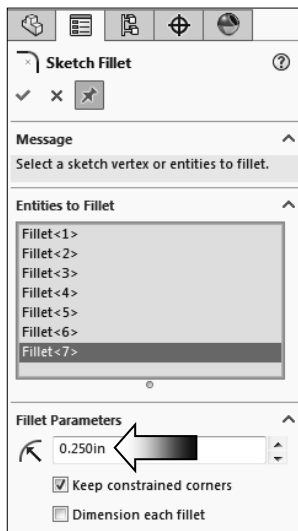 Sketch Fillet
Message
Select a sketch vertex or entities to fillet.
Entities to Fillet
Fillet<1>
Fillet<2>
Fillet<3>
Fillet<4>
Fillet<5>
Fillet<6>
Fillet<7>
Fillet Parameters
0.250in
Keep constrained corners
Dimension each fillet